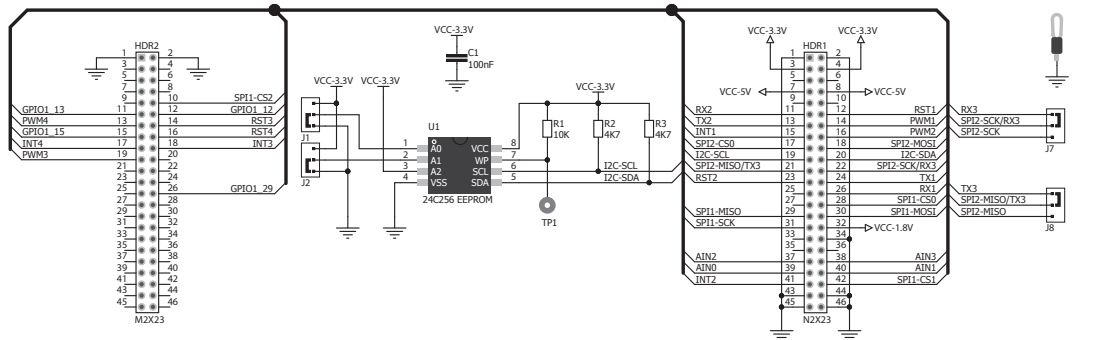 HDR2
1 2
3 4
5 6
7 8
9 10 SPI1-CS2
GPIO1_13 11 12 GPIO1_12
PWM4 13 14 RST3
GPIO1_15 15 16 RST4
INT4 17 18 INT3
PWM3 19 20
21 22
23 24
25 26 GPIO1_29
27 28
29 30
31 32
33 34
35 36
37 38
39 40
41 42
43 44
45 46
M2X23
VCC-3.3V
C1
100nF
VCC-3.3V VCC-3.3V
J1
J2
U1
1 A0 VCC 8
2 A1 WP 7
3 A2 SCL 6
4 VSS SDA 5
24C256 EEPROM
VCC-3.3V
R1
10K
R2
4K7
R3
4K7
I2C-SCL
I2C-SDA
TP1
HDR1
VCC-3.3V VCC-3.3V
1 2
3 4
5 6
VCC-5V 7 8 VCC-5V
9 10
RX2 11 12 RST1
TX2 13 14 PWM1
INT1 15 16 PWM2
SPI2-CS0 17 18 SPI2-MOSI
I2C-SCL 19 20 I2C-SDA
SPI2-MISO/TX3 21 22 SPI2-SCK/RX3
RST2 23 24 TX1
25 26 RX1
27 28 SPI1-CS0
SPI1-MISO 29 30 SPI1-MOSI
SPI1-SCK 31 32 VCC-1.8V
33 34
35 36
AIN2 37 38 AIN3
AIN0 39 40 AIN1
INT2 41 42 SPI1-CS1
43 44
45 46
N2X23
RX3
SPI2-SCK/RX3
SPI2-SCK
J7
TX3
SPI2-MISO/TX3
SPI2-MISO
J8